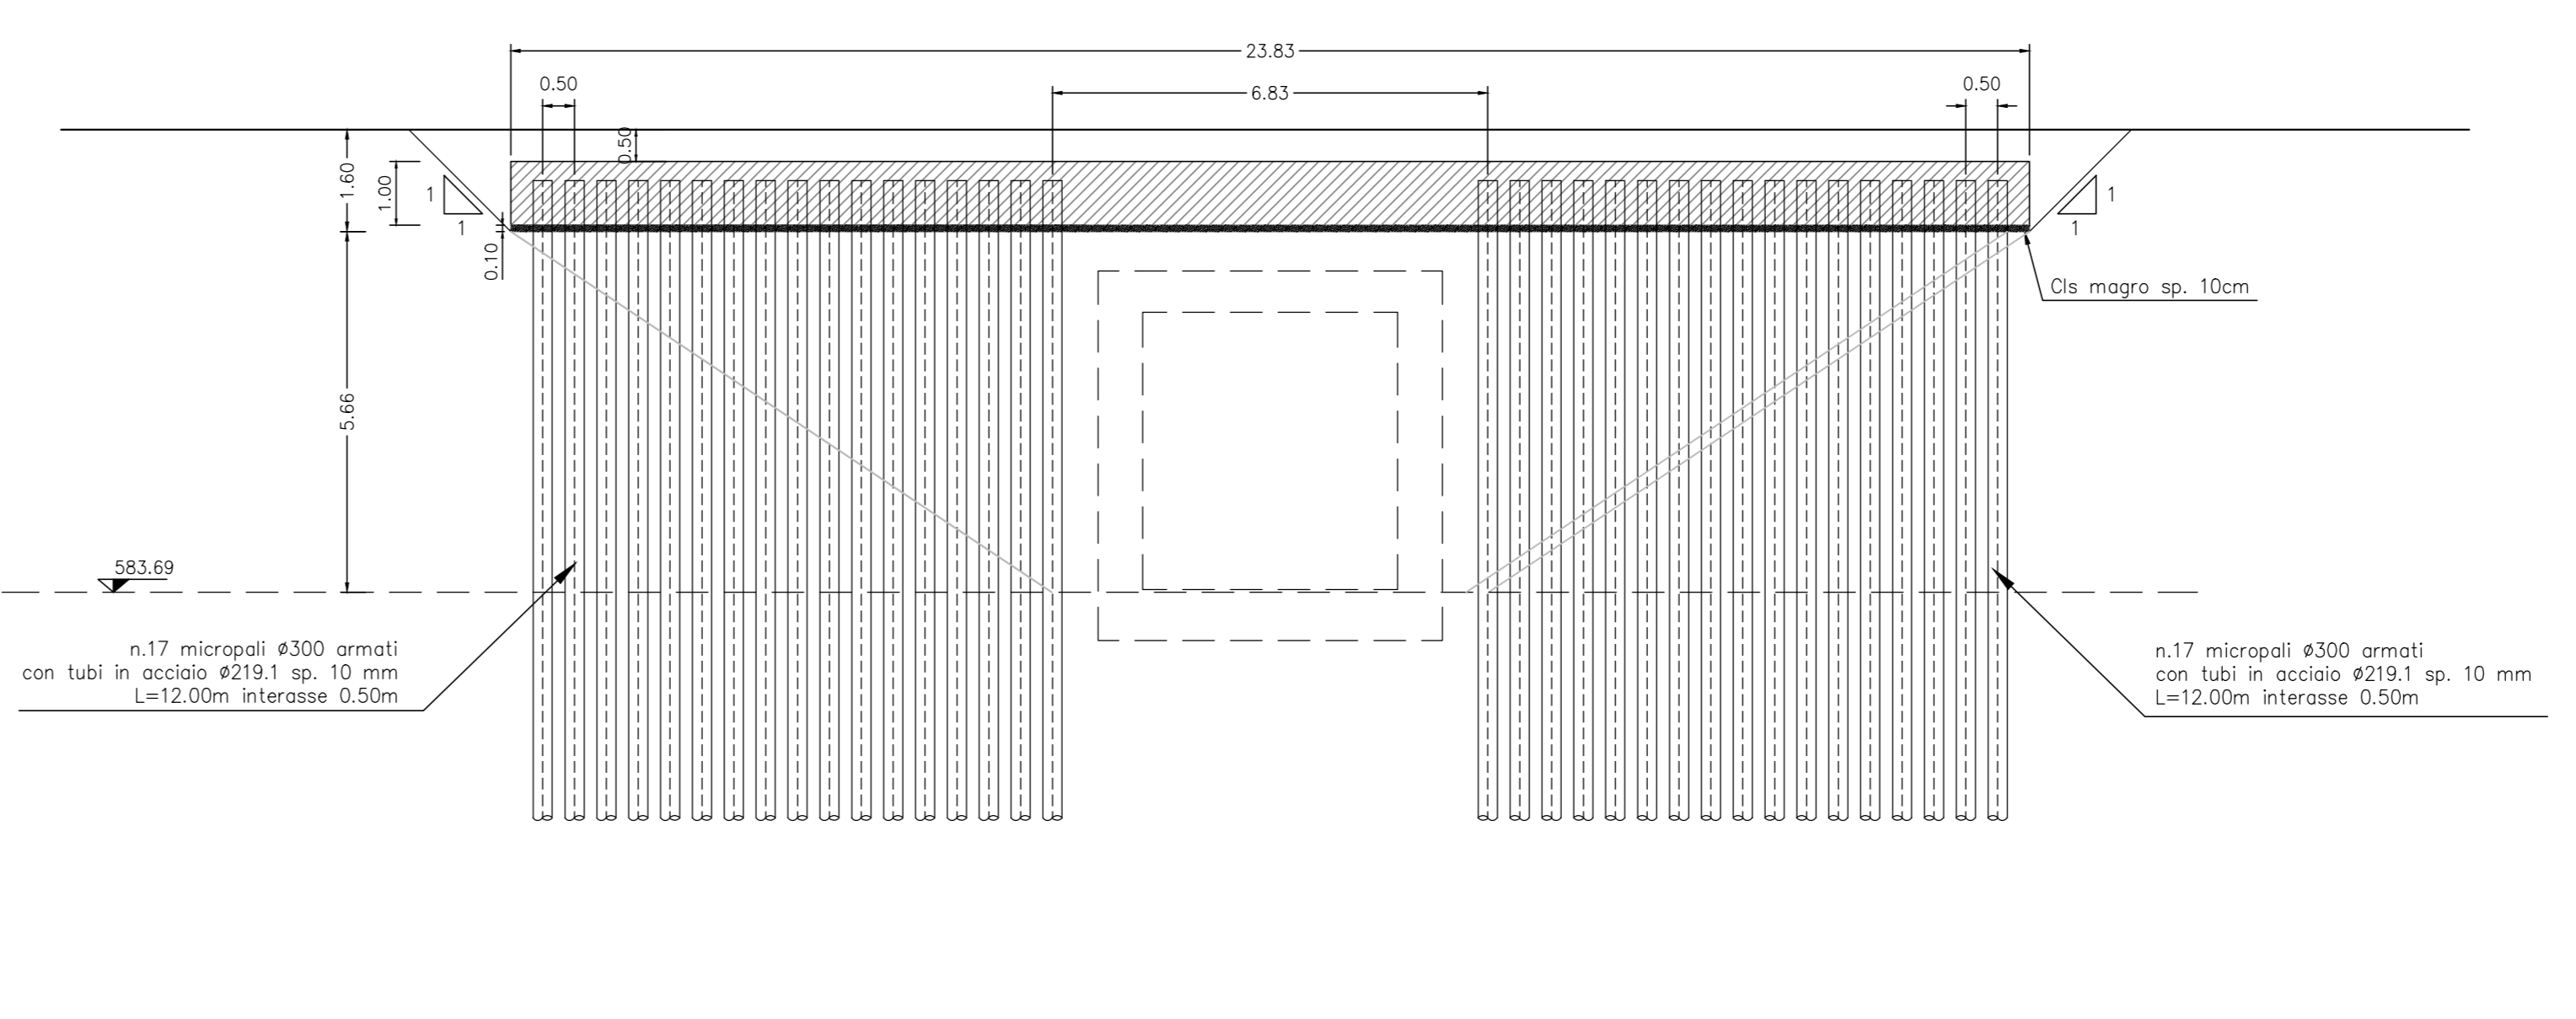 23.83
0.50
6.83
0.50
0.50
1.60
1.00
1
1
1
1
0.10
Cls magro sp. 10cm
5.66
583.69
n.17 micropali ø300 armati
con tubi in acciaio ø219.1 sp. 10 mm
L=12.00m interasse 0.50m
n.17 micropali ø300 armati
con tubi in acciaio ø219.1 sp. 10 mm
L=12.00m interasse 0.50m